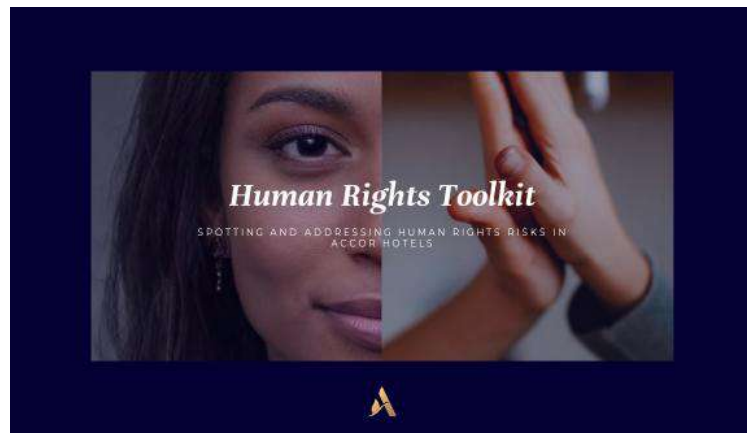 Human Rights Toolkit
SPOTTING AND ADDRESSING HUMAN RIGHTS RISKS IN
ACCOR HOTELS